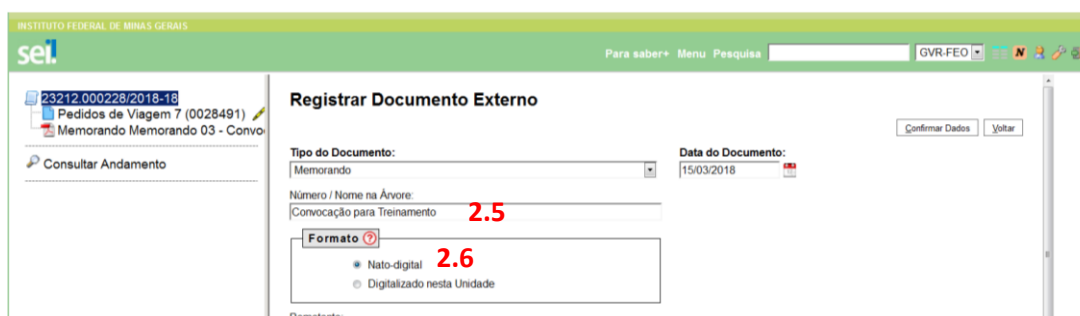 INSTITUTO FEDERAL DE MINAS GERAIS
sei!
Para saber+ Menu Pesquisa
GVR-FEO
N
23212.000228/2018-18
Pedidos de Viagem 7 (0028491)
Memorando Memorando 03 - Convo
Consultar Andamento
Registrar Documento Externo
Confirmar Dados
Voltar
Tipo do Documento:
Data do Documento:
Memorando
15/03/2018
Número / Nome na Árvore:
Convocação para Treinamento
2.5
Formato ?
Nato-digital
2.6
Digitalizado nesta Unidade
Remetente: